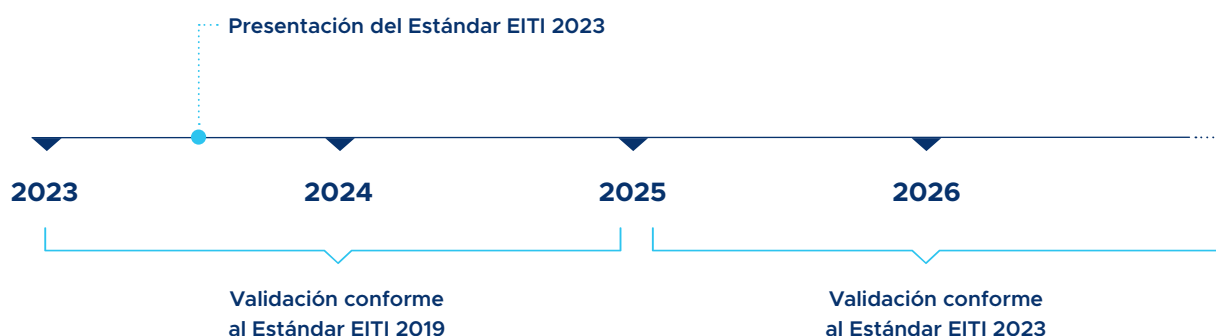 Presentación del Estándar EITI 2023
2023
2024
2025
2026
Validación conforme
al Estándar EITI 2019
Validación conforme
al Estándar EITI 2023